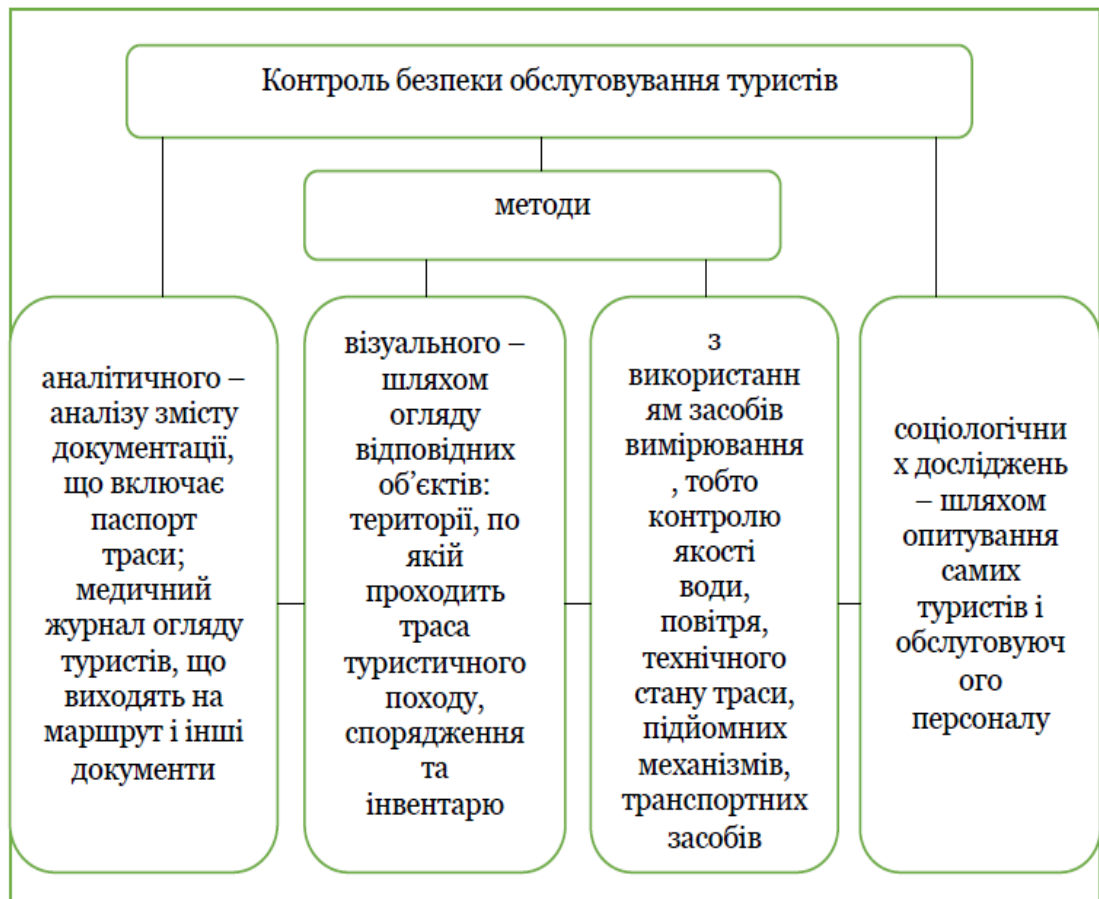 Контроль безпеки обслуговування туристів
методи
аналітичного –
аналізу змісту
документації,
що включає
паспорт
траси;
медичний
журнал огляду
туристів, що
виходять на
маршрут і інші
документи
візуального –
шляхом
огляду
відповідних
об’єктів:
території, по
якій
проходить
траса
туристичного
походу,
спорядження
та
інвентарю
з
використанн
ям засобів
вимірювання
, тобто
контролю
якості
води,
повітря,
технічного
стану траси,
підйомних
механізмів,
транспортних
засобів
соціологічни
х досліджень
– шляхом
опитування
самих
туристів і
обслуговуюч
ого
персоналу